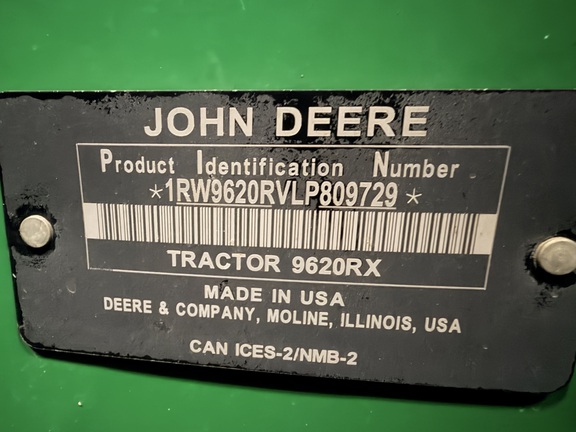 JOHN DEERE
Product Identification Number
*1RW9620RVLP809729*
TRACTOR 9620RX
MADE IN USA
DEERE & COMPANY, MOLINE, ILLINOIS, USA
CAN ICES-2/NMB-2